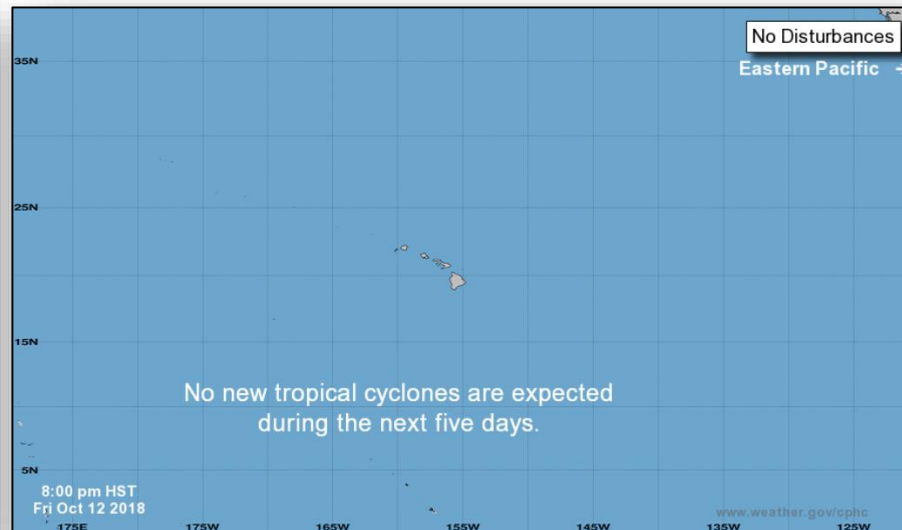 No Disturbances
35N
Eastern Pacific →
25N
15N
No new tropical cyclones are expected
during the next five days.
5N
8:00 pm HST
Fri Oct 12 2018
www.weather.gov/cphc
175E 175W 165W 155W 145W 135W 125W